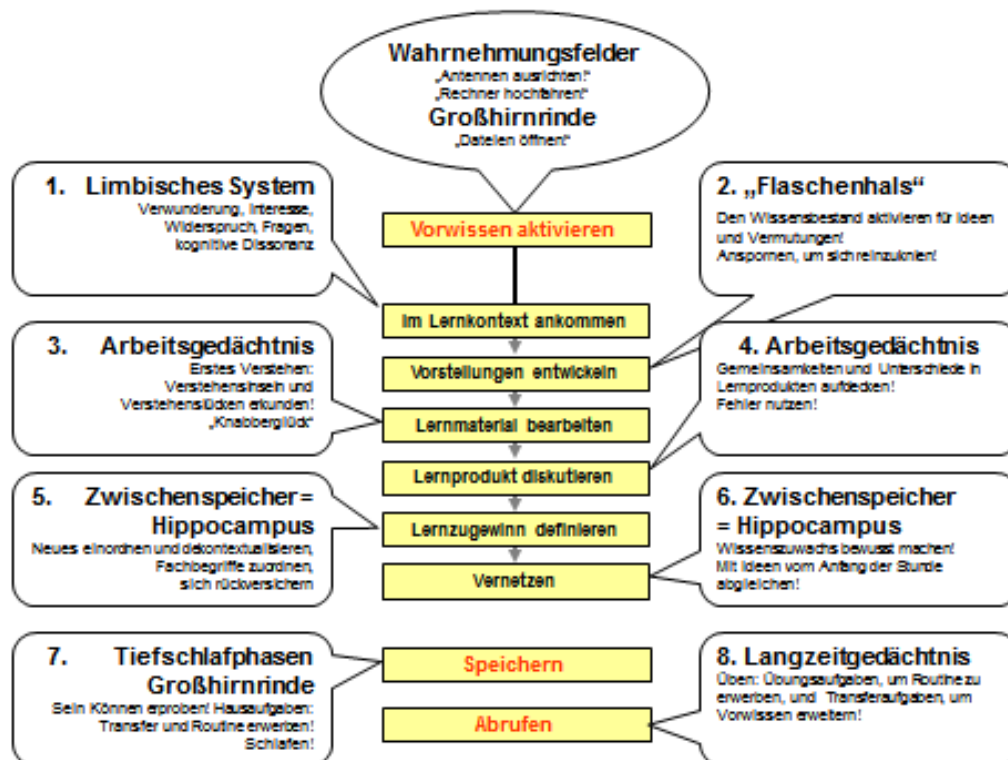 Wahrnehmungsfelder
„Antennen ausrichten!“
„Rechner hochfahren!“
Großhirnrinde
„Dateien öffnen!“
1. Limbisches System
Verwunderung, Interesse,
Widerspruch, Fragen,
kognitive Dissonanz
2. „Flaschenhals“
Den Wissensbestand aktivieren für Ideen
und Vermutungen!
Anspornen, um sich reinzuknien!
Vorwissen aktivieren
Im Lernkontext ankommen
3. Arbeitsgedächtnis
Erstes Verstehen:
Verstehensinseln und
Verstehenslücken erkunden!
„Knabberglück“
Vorstellungen entwickeln
4. Arbeitsgedächtnis
Gemeinsamkeiten und Unterschiede in
Lernprodukten aufdecken!
Fehler nutzen!
Lernmaterial bearbeiten
Lernprodukt diskutieren
5. Zwischenspeicher =
Hippocampus
Neues einordnen und dekontextualisieren,
Fachbegriffe zuordnen,
sich rückversichern
Lernzugewinn definieren
6. Zwischenspeicher
= Hippocampus
Wissenszuwachs bewusst machen!
Mit Ideen vom Anfang der Stunde
abgleichen!
Vernetzen
7. Tiefschlafphasen
Großhirnrinde
Sein Können erproben! Hausaufgaben:
Transfer und Routine erwerben!
Schlafen!
Speichern
8. Langzeitgedächtnis
Üben: Übungsaufgaben, um Routine zu
erwerben, und Transferaufgaben, um
Vorwissen erweitern!
Abrufen